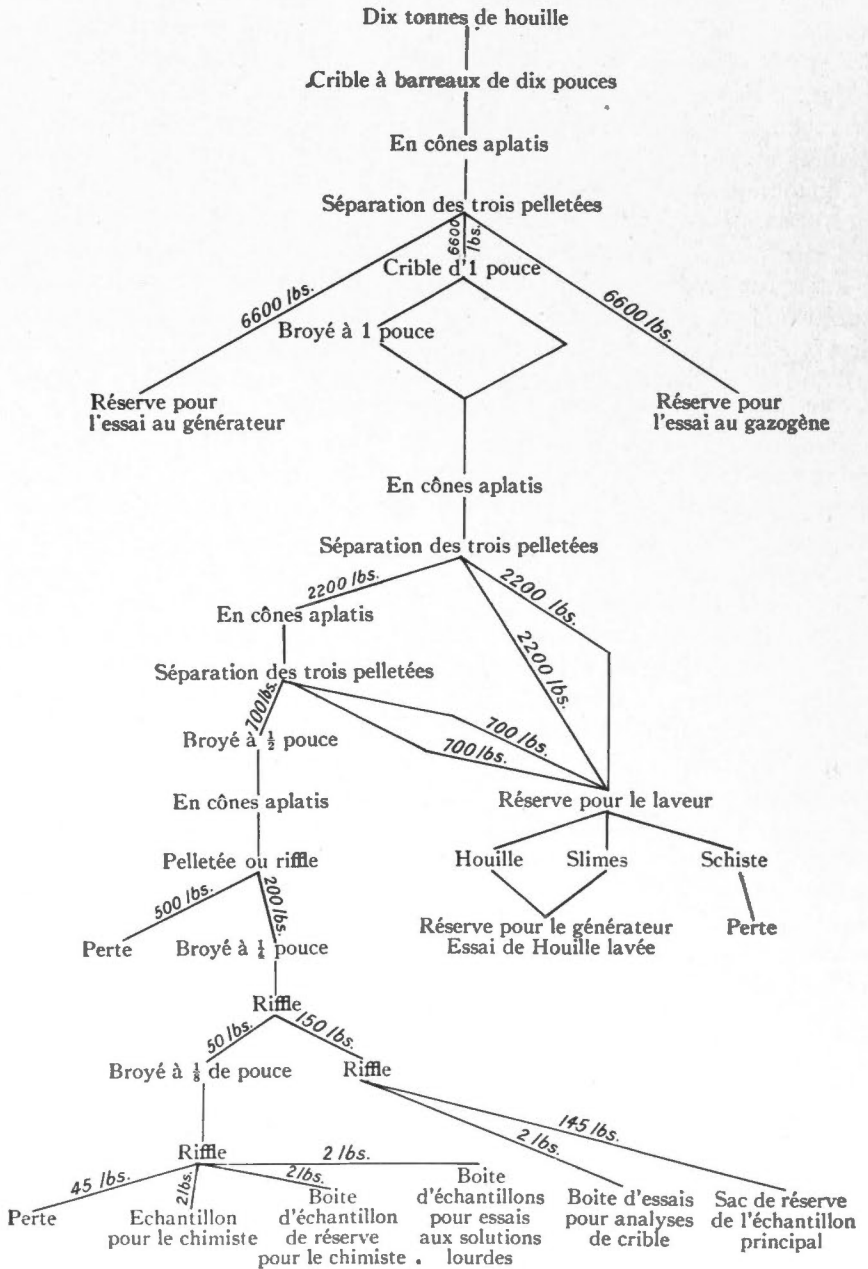 Dix tonnes de houille
Crible à barreaux de dix pouces
En cônes aplatis
Séparation des trois pelletées
6600 lbs.
6600 lbs.
6600 lbs.
Crible d'1 pouce
Broyé à 1 pouce
Réserve pour
l'essai au générateur
Réserve pour
l'essai au gazogène
En cônes aplatis
Séparation des trois pelletées
2200 lbs.
2200 lbs.
2200 lbs.
En cônes aplatis
Séparation des trois pelletées
700 lbs.
700 lbs.
700 lbs.
Broyé à ½ pouce
En cônes aplatis
Réserve pour le laveur
Pelletée ou riffle
Houille
Slimes
Schiste
500 lbs.
200 lbs.
Perte
Broyé à ¼ pouce
Réserve pour le générateur
Essai de Houille lavée
Perte
Riffle
50 lbs.
150 lbs.
Broyé à ⅛ de pouce
Riffle
145 lbs.
2 lbs.
Riffle
45 lbs.
2 lbs.
2 lbs.
2 lbs.
Perte
Echantillon
pour le chimiste
Boite
d'échantillon
de réserve
pour le chimiste.
Boite
d'échantillons
pour essais
aux solutions
lourdes
Boite d'essais
pour analyses
de crible
Sac de réserve
de l'échantillon
principal